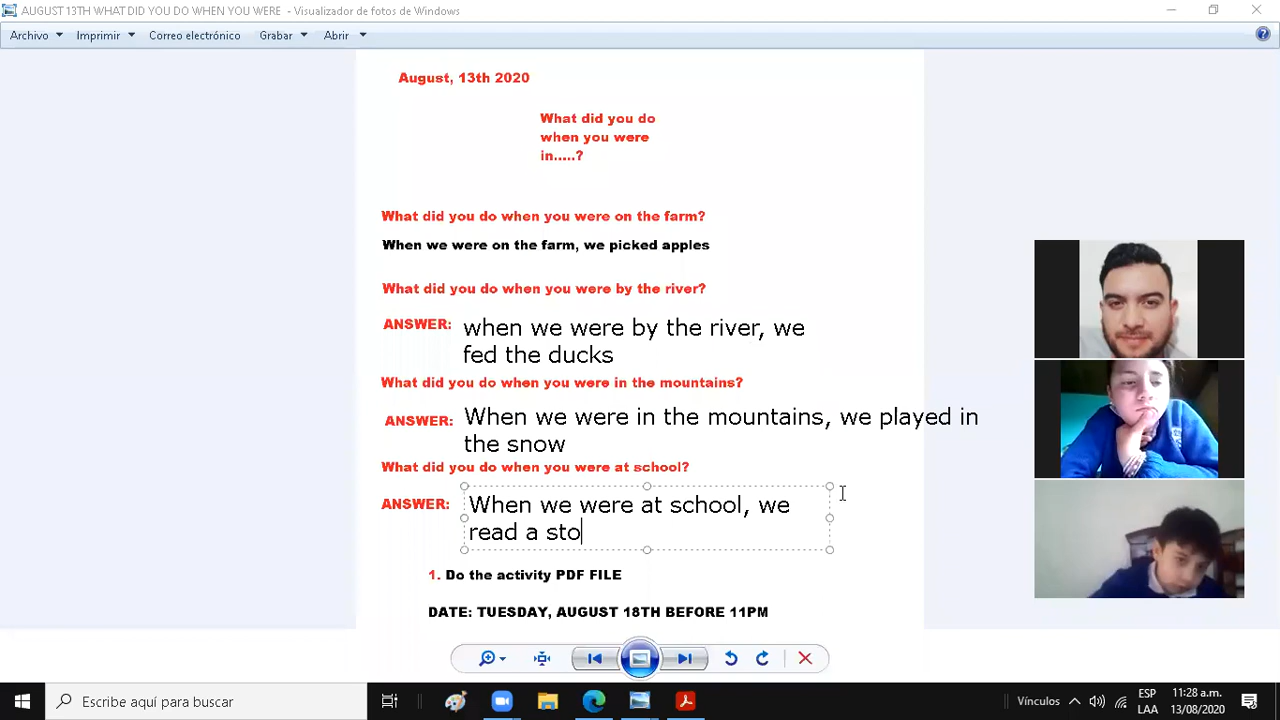 AUGUST 13TH WHAT DID YOU DO WHEN YOU WERE - Visualizador de fotos de Windows
Archivo Imprimir Correo electrónico Grabar Abrir
August, 13th 2020
What did you do
when you were
in.....?
What did you do when you were on the farm?
When we were on the farm, we picked apples
What did you do when you were by the river?
ANSWER: when we were by the river, we
fed the ducks
What did you do when you were in the mountains?
ANSWER: When we were in the mountains, we played in
the snow
What did you do when you were at school?
ANSWER: When we were at school, we
read a sto
1. Do the activity PDF FILE
DATE: TUESDAY, AUGUST 18TH BEFORE 11PM
Escribe aquí para buscar
Vínculos
ESP
LAA
11:28 a.m.
13/08/2020